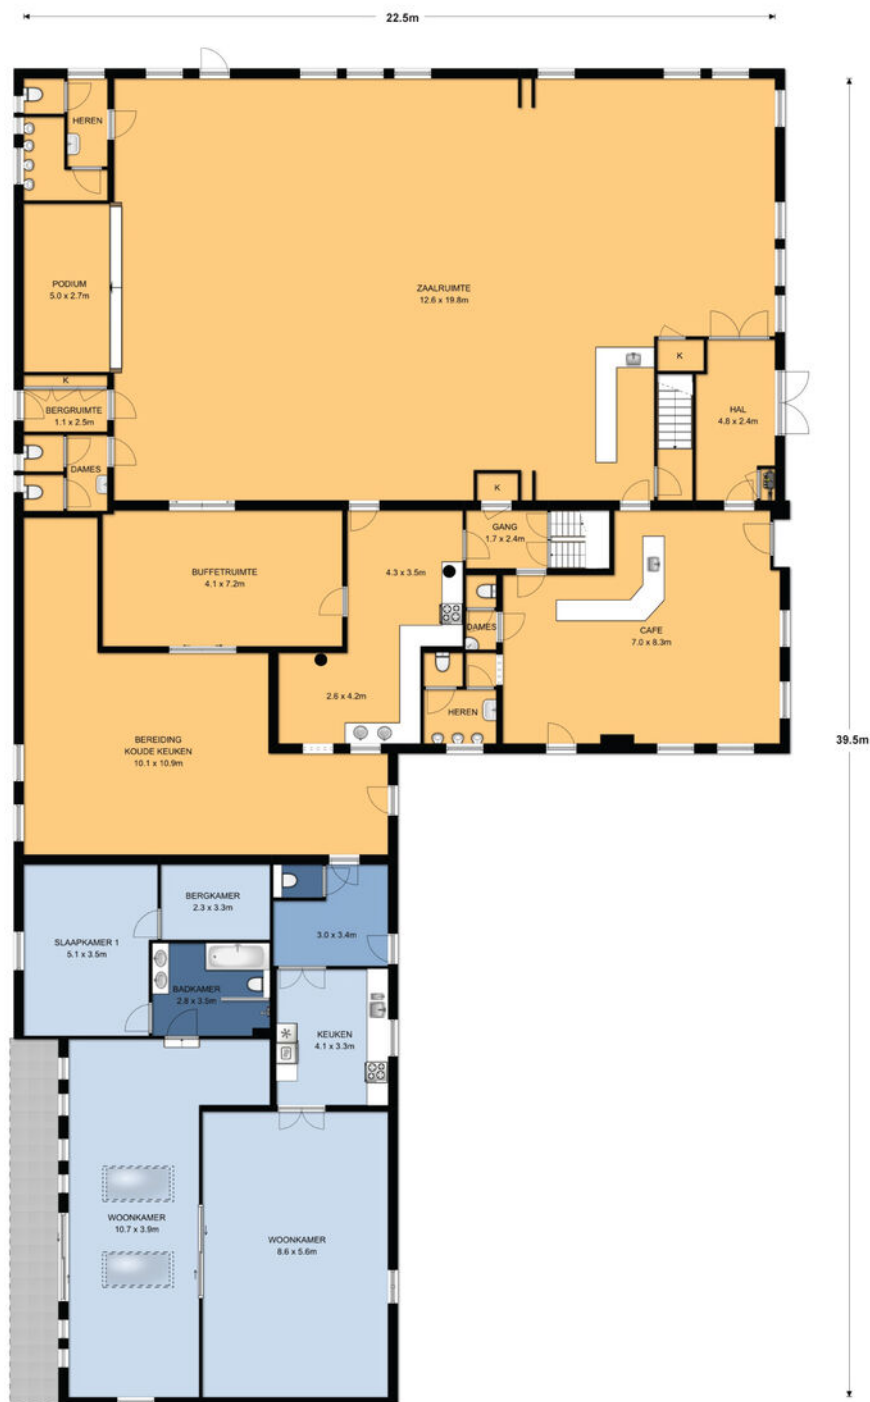 22.5m
HEREN
PODIUM
5.0 x 2.7m
ZAALRUIMTE
12.6 x 19.8m
K
K
BERGRUIMTE
1.1 x 2.5m
HAL
4.8 x 2.4m
DAMES
K
GANG
1.7 x 2.4m
BUFFETRUIMTE
4.1 x 7.2m
4.3 x 3.5m
DAMES
CAFE
7.0 x 8.3m
2.6 x 4.2m
HEREN
BEREIDING
KOUDE KEUKEN
10.1 x 10.9m
39.5m
BERGKAMER
2.3 x 3.3m
SLAAPKAMER 1
5.1 x 3.5m
3.0 x 3.4m
BADKAMER
2.8 x 3.5m
KEUKEN
4.1 x 3.3m
WOONKAMER
10.7 x 3.9m
WOONKAMER
8.6 x 5.6m